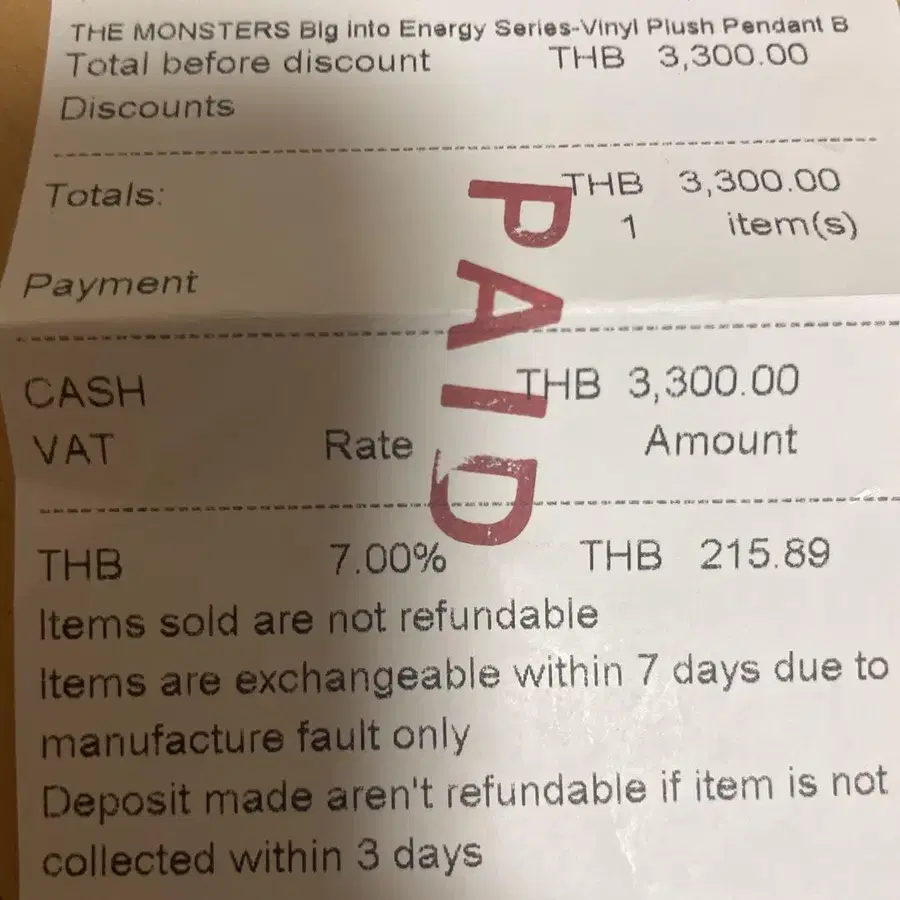 THE MONSTERS Big into Energy Series-Vinyl Plush Pendant B
Total before discount THB 3,300.00
Discounts
Totals: THB 3,300.00
1 item(s)
Payment
CASH THB 3,300.00
VAT Rate Amount
THB 7.00% THB 215.89
Items sold are not refundable
Items are exchangeable within 7 days due to
manufacture fault only
Deposit made aren't refundable if item is not
collected within 3 days
PAID